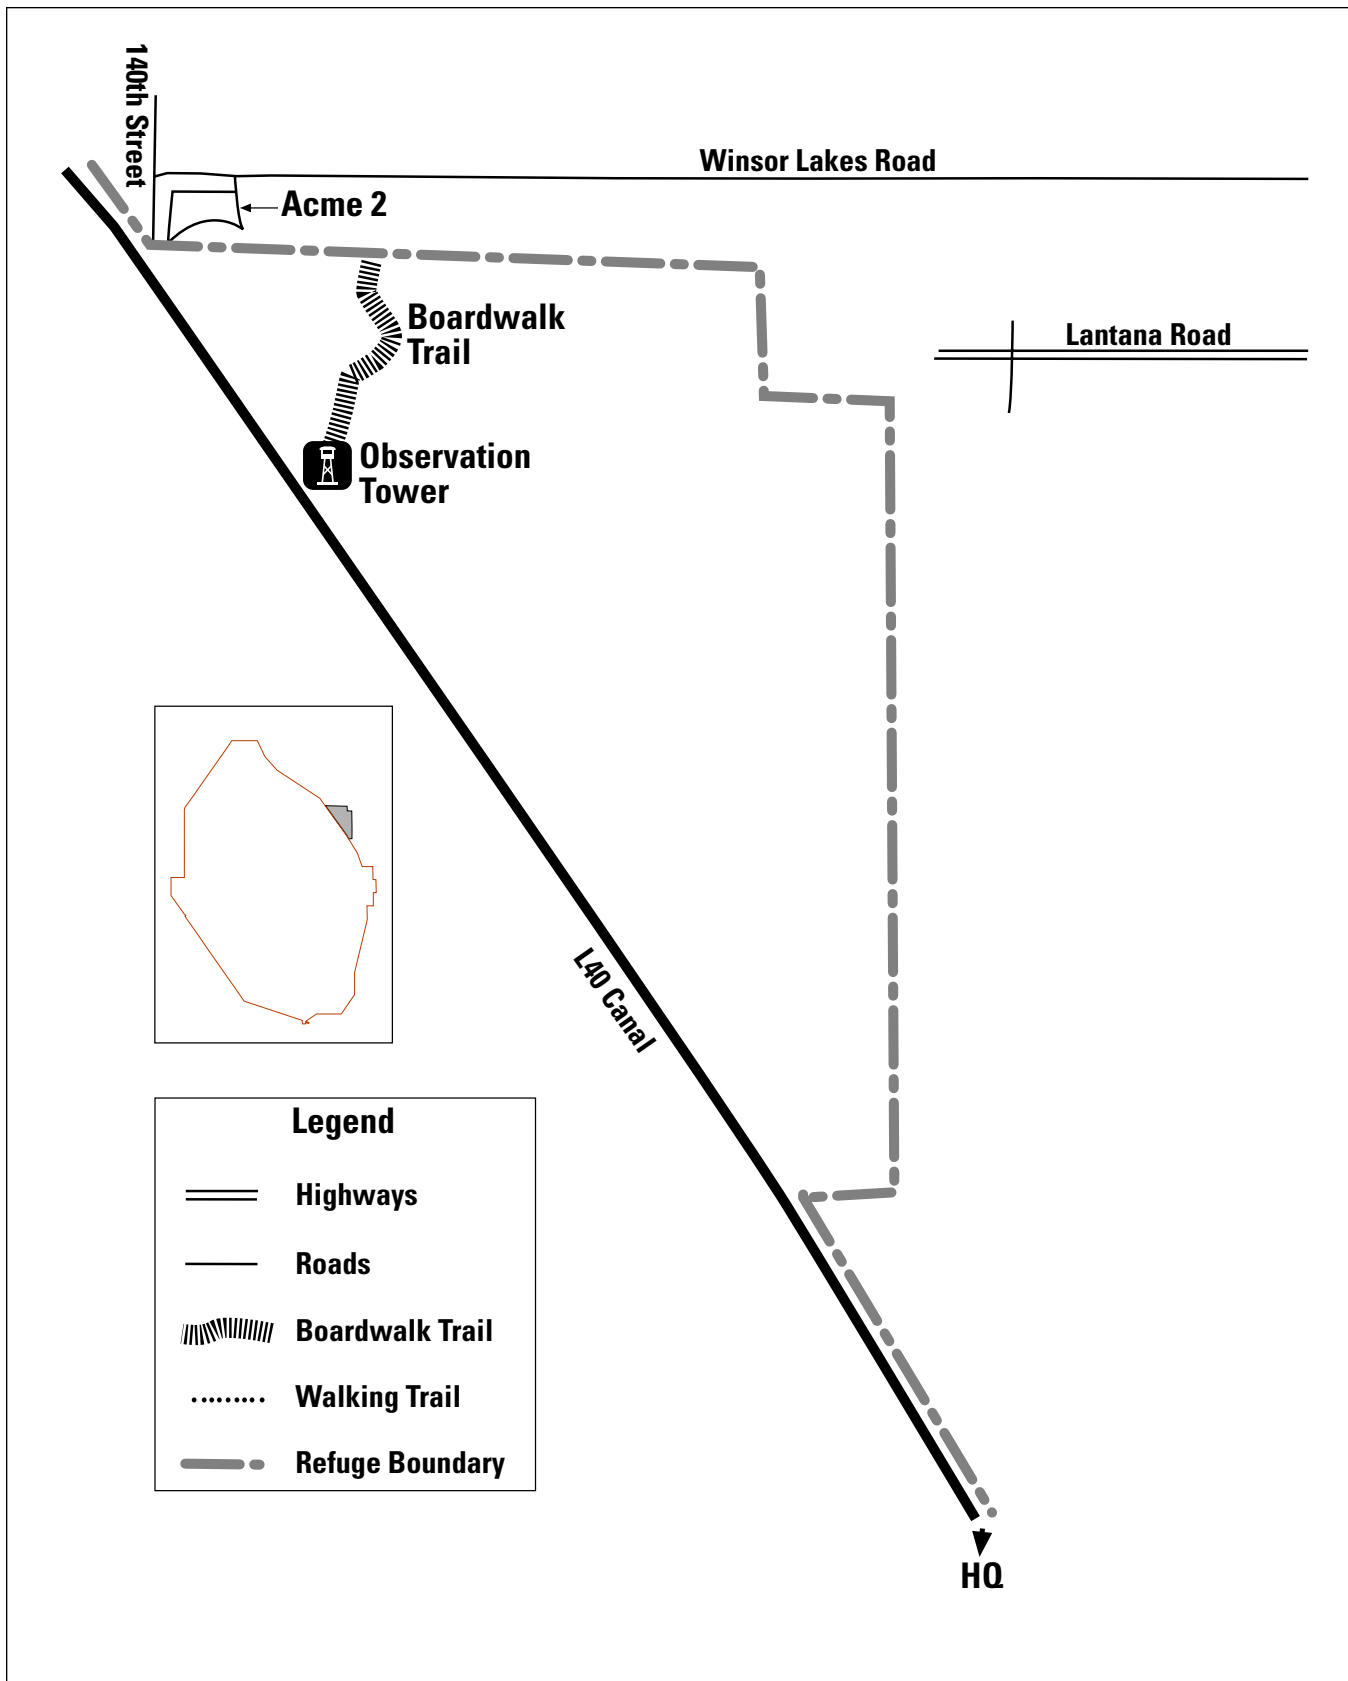 140th Street
Winsor Lakes Road
Acme 2
Boardwalk
Trail
Lantana Road
Observation
Tower
L40 Canal
Legend
Highways
Roads
Boardwalk Trail
Walking Trail
Refuge Boundary
HQ